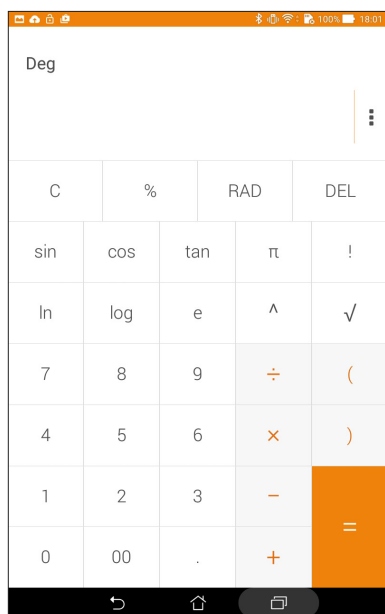 100% 18:01
Deg
C % RAD DEL
sin cos tan π !
ln log e ^ √
7 8 9 ÷ (
4 5 6 × )
1 2 3 −
=
0 00 . +